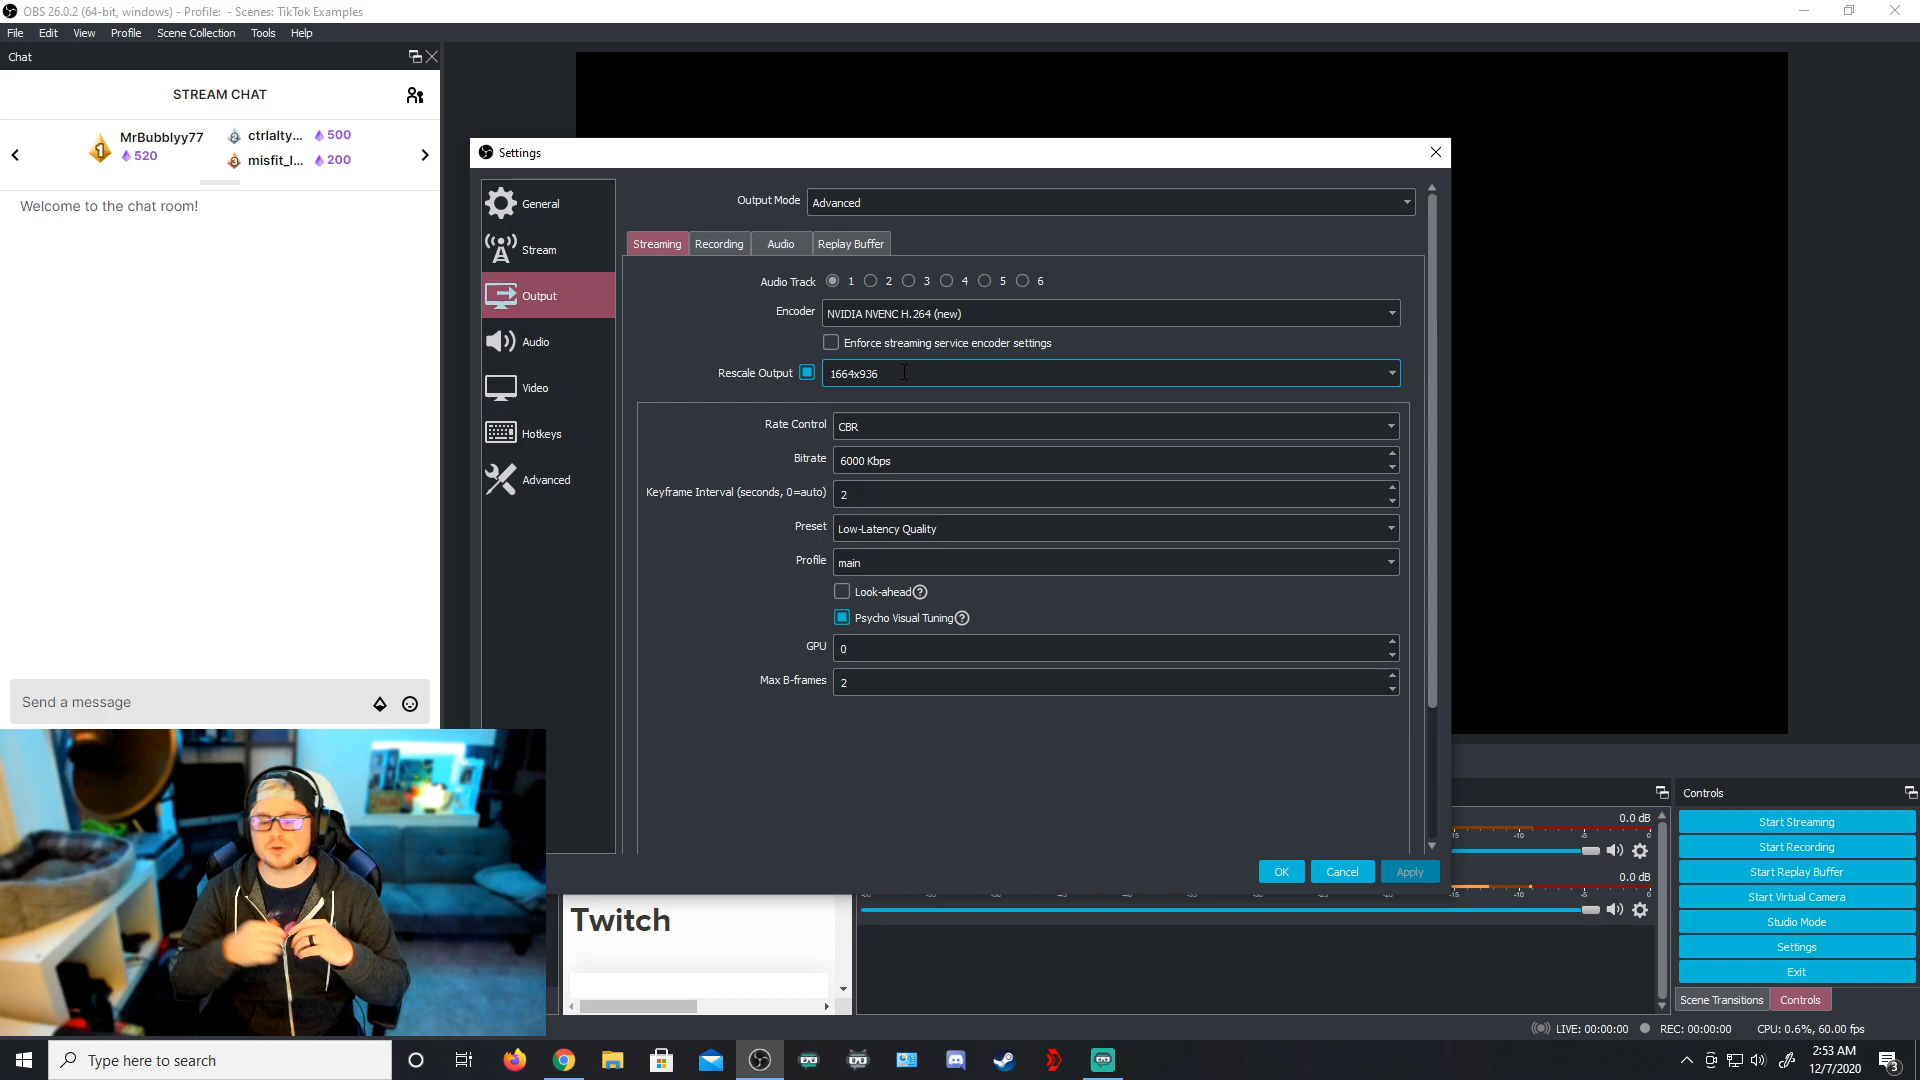 OBS 26.0.2 (64-bit, windows) - Profile:  - Scenes: TikTok Examples
File Edit View Profile Scene Collection Tools Help
Chat
STREAM CHAT
MrBubblyy77
520
ctrlalty... 500
misfit_l... 200
Welcome to the chat room!
Send a message
Settings
General
Stream
Output
Audio
Video
Hotkeys
Advanced
Output Mode Advanced
Streaming Recording Audio Replay Buffer
Audio Track 1 2 3 4 5 6
Encoder NVIDIA NVENC H.264 (new)
Enforce streaming service encoder settings
Rescale Output 1664x936
Rate Control CBR
Bitrate 6000 Kbps
Keyframe Interval (seconds, 0=auto) 2
Preset Low-Latency Quality
Profile main
Look-ahead
Psycho Visual Tuning
GPU 0
Max B-frames 2
OK Cancel Apply
Twitch
0.0 dB
0.0 dB
Controls
Start Streaming
Start Recording
Start Replay Buffer
Start Virtual Camera
Studio Mode
Settings
Exit
Scene Transitions Controls
LIVE: 00:00:00 REC: 00:00:00 CPU: 0.6%, 60.00 fps
Type here to search
2:53 AM
12/7/2020
3